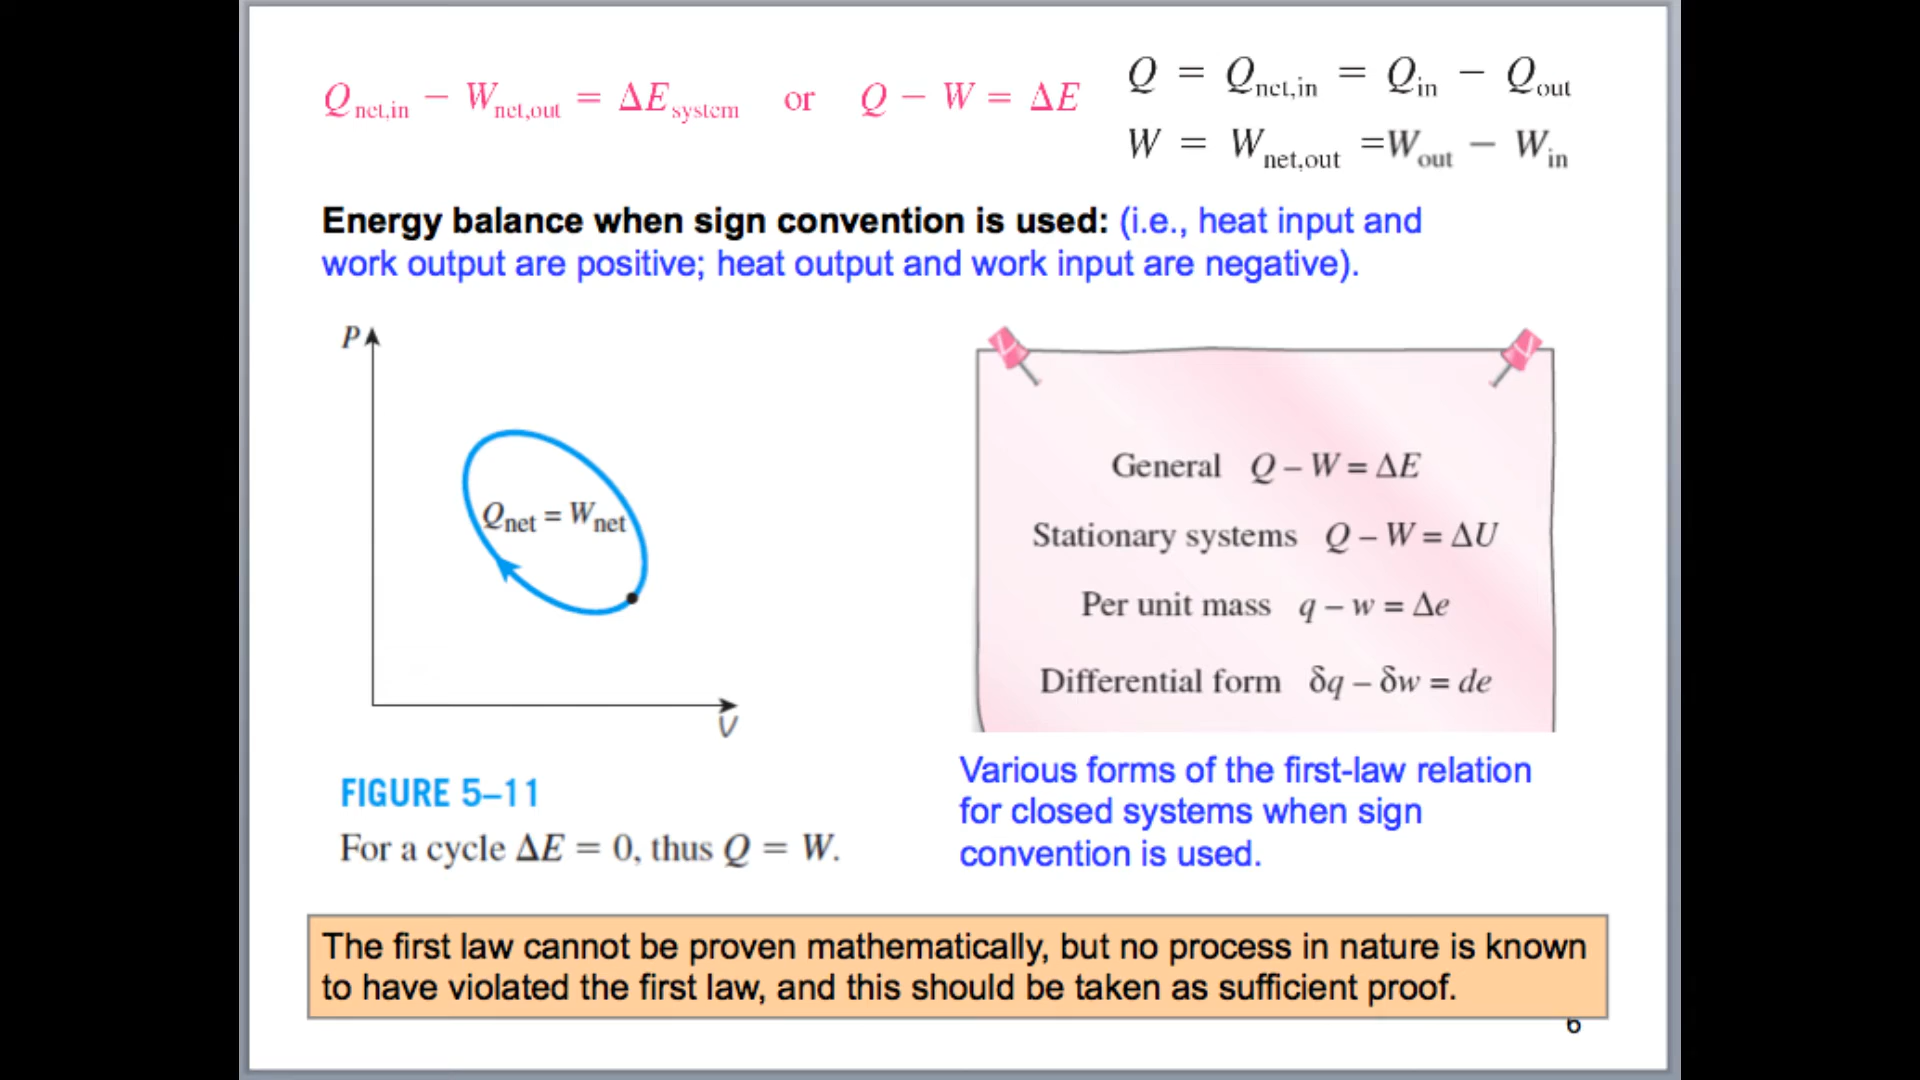 Q net,in − W net,out = ΔE system or Q − W = ΔE
Q = Q net,in = Q in − Q out
W = W net,out =W out − W in
Energy balance when sign convention is used: (i.e., heat input and
work output are positive; heat output and work input are negative).
P
Q net = W net
V
FIGURE 5–11
For a cycle ΔE = 0, thus Q = W.
General Q – W = ΔE
Stationary systems Q – W = ΔU
Per unit mass q – w = Δe
Differential form δq – δw = de
Various forms of the first-law relation
for closed systems when sign
convention is used.
The first law cannot be proven mathematically, but no process in nature is known
to have violated the first law, and this should be taken as sufficient proof.
6